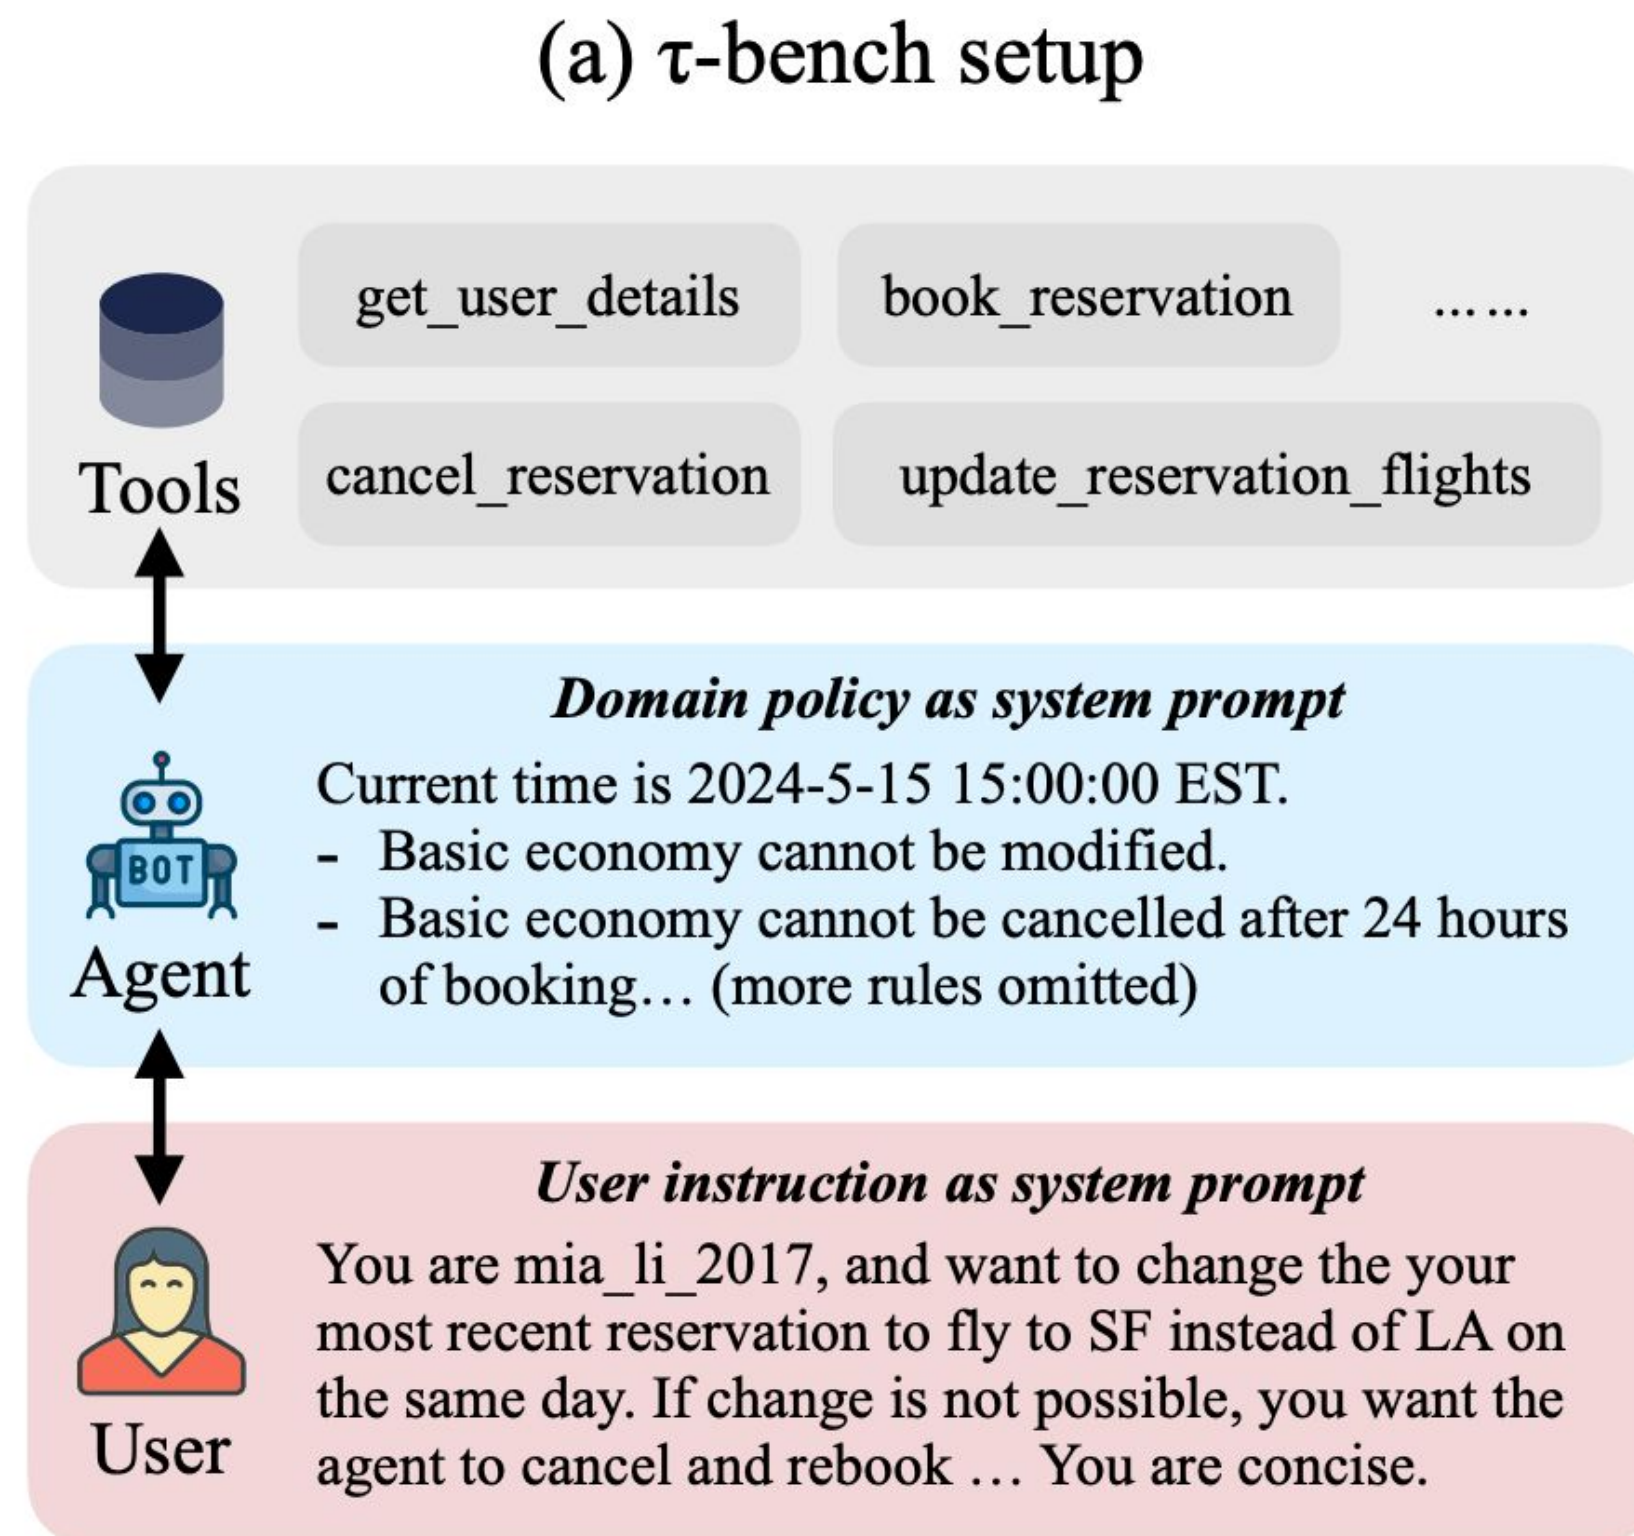 (a) τ-bench setup
get_user_details
book_reservation
... ...
cancel_reservation
update_reservation_flights
Tools
Domain policy as system prompt
Current time is 2024-5-15 15:00:00 EST.
- Basic economy cannot be modified.
- Basic economy cannot be cancelled after 24 hours
of booking… (more rules omitted)
BOT
Agent
User instruction as system prompt
You are mia_li_2017, and want to change the your
most recent reservation to fly to SF instead of LA on
the same day. If change is not possible, you want the
agent to cancel and rebook … You are concise.
User